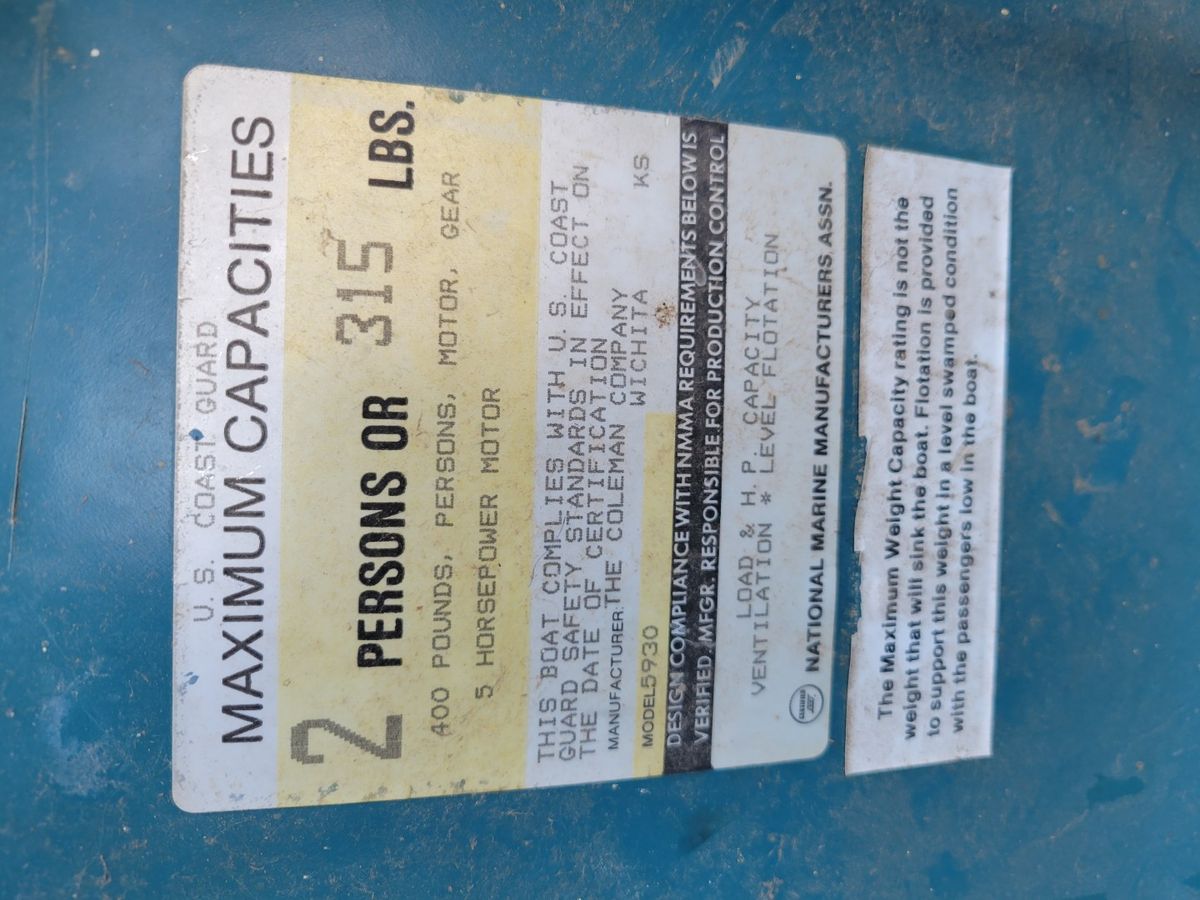 U.S. COAST GUARD
MAXIMUM CAPACITIES
2 PERSONS OR 315 LBS.
400 POUNDS, PERSONS, MOTOR, GEAR
5 HORSEPOWER MOTOR
THIS BOAT COMPLIES WITH U.S. COAST
GUARD SAFETY STANDARDS IN EFFECT ON
THE DATE OF CERTIFICATION
MANUFACTURER: THE COLEMAN COMPANY
WICHITA KS
MODEL 5930
DESIGN COMPLIANCE WITH NMMA REQUIREMENTS BELOW IS
VERIFIED. MFGR. RESPONSIBLE FOR PRODUCTION CONTROL
LOAD & H.P. CAPACITY
VENTILATION * LEVEL FLOTATION
NATIONAL MARINE MANUFACTURERS ASSN.
The Maximum Weight Capacity rating is not the
weight that will sink the boat. Flotation is provided
to support this weight in a level swamped condition
with the passengers low in the boat.